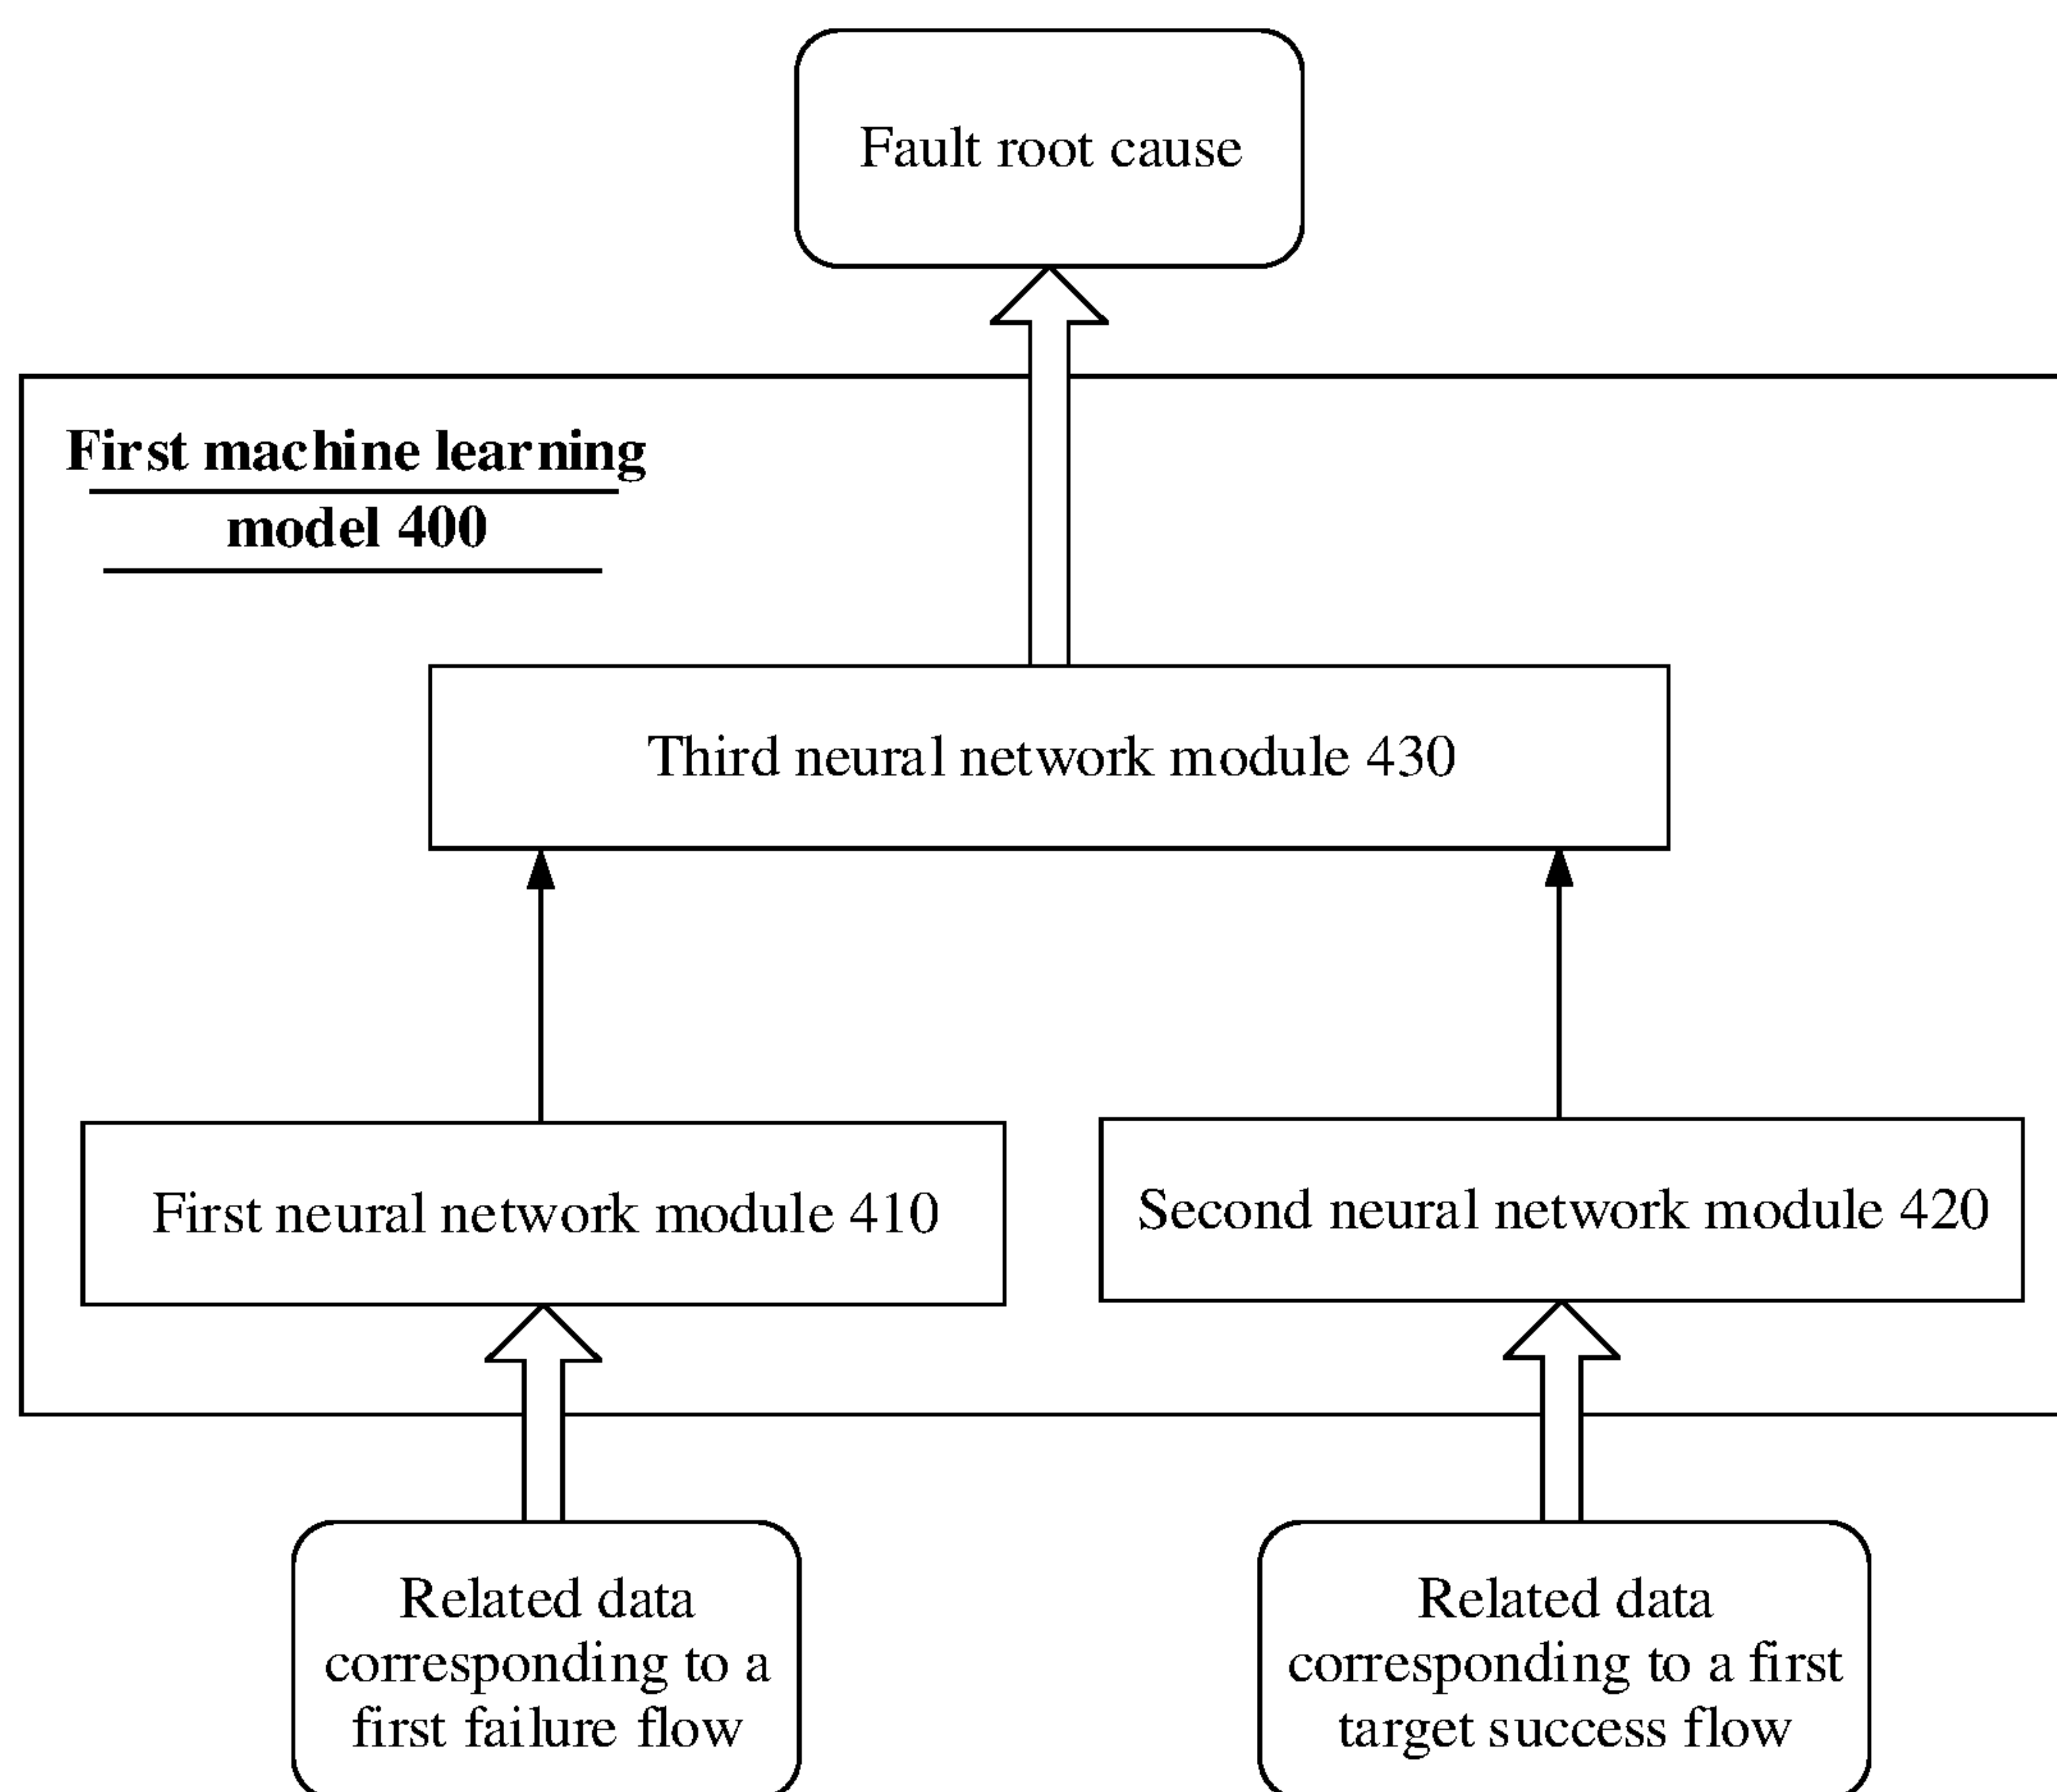 Fault root cause
First machine learning
model 400
Third neural network module 430
First neural network module 410
Second neural network module 420
Related data
corresponding to a
first failure flow
Related data
corresponding to a first
target success flow